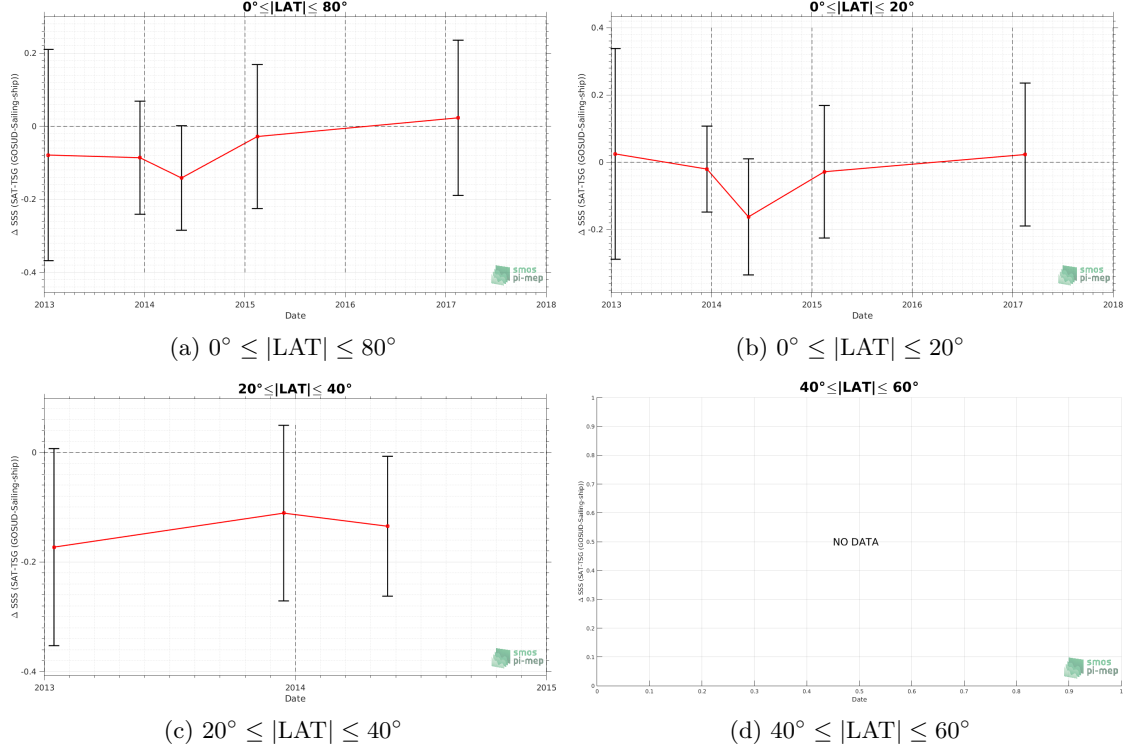 0°≤|LAT|≤ 80°
Δ SSS (SAT-TSG (GOSUD-Sailing-ship))
0.2
0
-0.2
-0.4
2013 2014 2015 2016 2017 2018
Date
smos
pi-mep
(a) 0° ≤ |LAT| ≤ 80°
0°≤|LAT|≤ 20°
Δ SSS (SAT-TSG (GOSUD-Sailing-ship))
0.4
0.2
0
-0.2
2013 2014 2015 2016 2017 2018
Date
smos
pi-mep
(b) 0° ≤ |LAT| ≤ 20°
20°≤|LAT|≤ 40°
Δ SSS (SAT-TSG (GOSUD-Sailing-ship))
0
-0.2
-0.4
2013 2014 2015
Date
smos
pi-mep
(c) 20° ≤ |LAT| ≤ 40°
40°≤|LAT|≤ 60°
Δ SSS (SAT-TSG (GOSUD-Sailing-ship))
1
0.9
0.8
0.7
0.6
0.5
0.4
0.3
0.2
0.1
0
NO DATA
0 0.1 0.2 0.3 0.4 0.5 0.6 0.7 0.8 0.9 1
Date
smos
pi-mep
(d) 40° ≤ |LAT| ≤ 60°